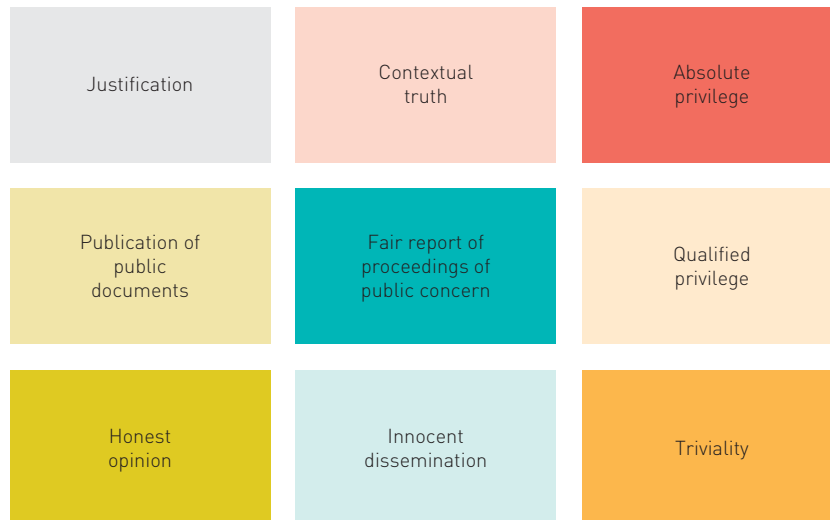 Justification
Contextual
truth
Absolute
privilege
Publication of
public
documents
Fair report of
proceedings of
public concern
Qualified
privilege
Honest
opinion
Innocent
dissemination
Triviality